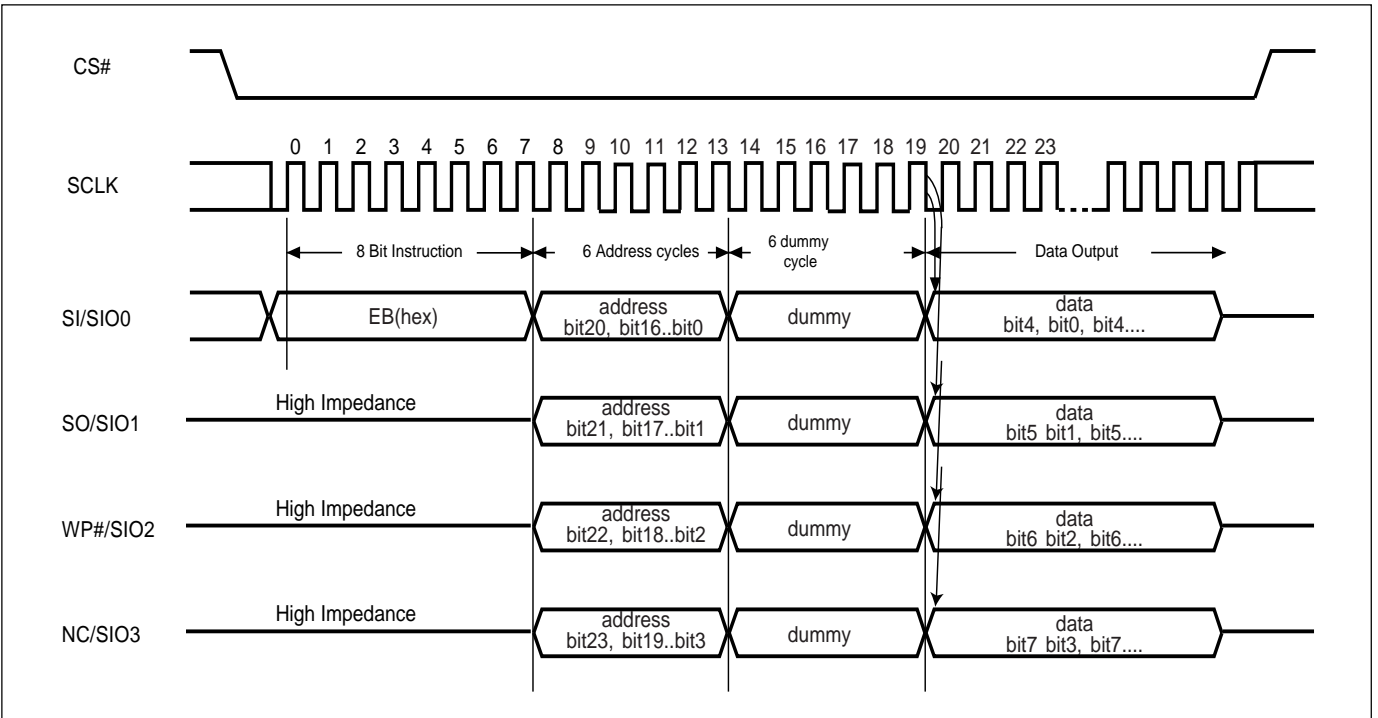 CS#
0 1 2 3 4 5 6 7 8 9 10 11 12 13 14 15 16 17 18 19 20 21 22 23
SCLK
8 Bit Instruction
6 Address cycles
6 dummy
cycle
Data Output
SI/SIO0
EB(hex)
address
bit20, bit16..bit0
dummy
data
bit4, bit0, bit4....
SO/SIO1
High Impedance
address
bit21, bit17..bit1
dummy
data
bit5 bit1, bit5....
WP#/SIO2
High Impedance
address
bit22, bit18..bit2
dummy
data
bit6 bit2, bit6....
NC/SIO3
High Impedance
address
bit23, bit19..bit3
dummy
data
bit7 bit3, bit7....